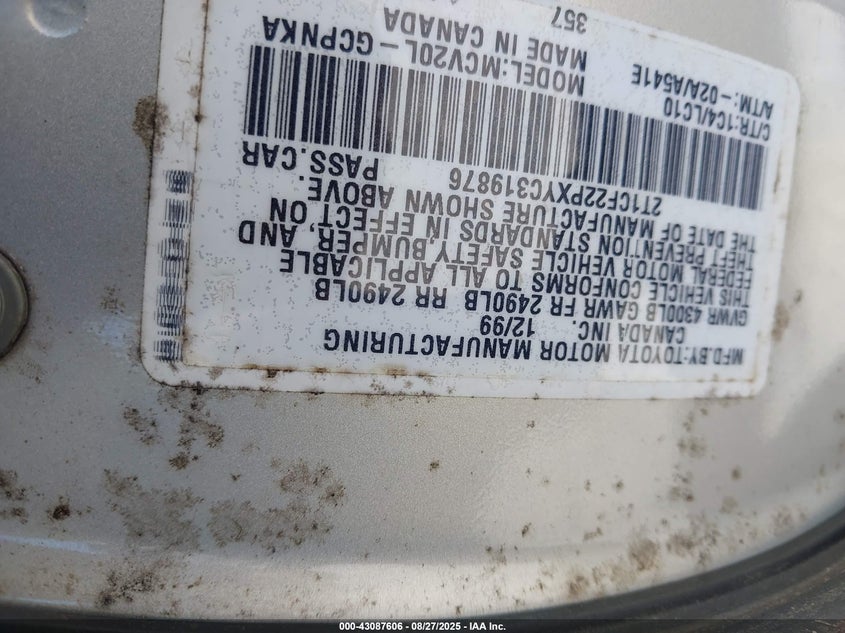 MFD.BY:TOYOTA MOTOR MANUFACTURING
CANADA INC. 12/99
GVWR 4300LB GAWR FR 2490LB RR 2490LB
THIS VEHICLE CONFORMS TO ALL APPLICABLE
FEDERAL MOTOR VEHICLE SAFETY,BUMPER, AND
THEFT PREVENTION STANDARDS IN EFFECT ON
THE DATE OF MANUFACTURE SHOWN ABOVE.
2T1CF22PXYC319876 PASS.CAR
C/TR:1C4/LC10 MODEL:MCV20L-GCPNKA
A/TM:-02A/A541E MADE IN CANADA
357
000-43087606 | 08/27/2025 | IAA Inc.